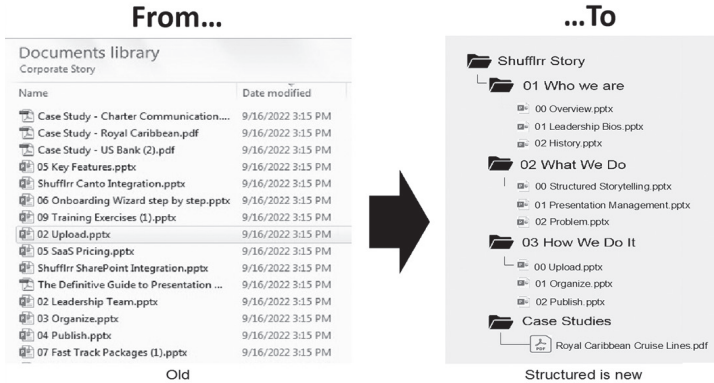 From...
Documents library
Corporate Story
Name Date modified
Case Study - Charter Communication.... 9/16/2022 3:15 PM
Case Study - Royal Caribbean.pdf 9/16/2022 3:15 PM
Case Study - US Bank (2).pdf 9/16/2022 3:15 PM
05 Key Features.pptx 9/16/2022 3:15 PM
Shufflrr Canto Integration.pptx 9/16/2022 3:15 PM
06 Onboarding Wizard step by step.pptx 9/16/2022 3:15 PM
09 Training Exercises (1).pptx 9/16/2022 3:15 PM
02 Upload.pptx 9/16/2022 3:15 PM
05 SaaS Pricing.pptx 9/16/2022 3:15 PM
Shufflrr SharePoint Integration.pptx 9/16/2022 3:15 PM
The Definitive Guide to Presentation ... 9/16/2022 3:15 PM
02 Leadership Team.pptx 9/16/2022 3:15 PM
03 Organize.pptx 9/16/2022 3:15 PM
04 Publish.pptx 9/16/2022 3:15 PM
07 Fast Track Packages (1).pptx 9/16/2022 3:15 PM
Old
...To
Shufflrr Story
01 Who we are
00 Overview.pptx
01 Leadership Bios.pptx
02 History.pptx
02 What We Do
00 Structured Storytelling.pptx
01 Presentation Management.pptx
02 Problem.pptx
03 How We Do It
00 Upload.pptx
01 Organize.pptx
02 Publish.pptx
Case Studies
PDF
Royal Caribbean Cruise Lines.pdf
Structured is new